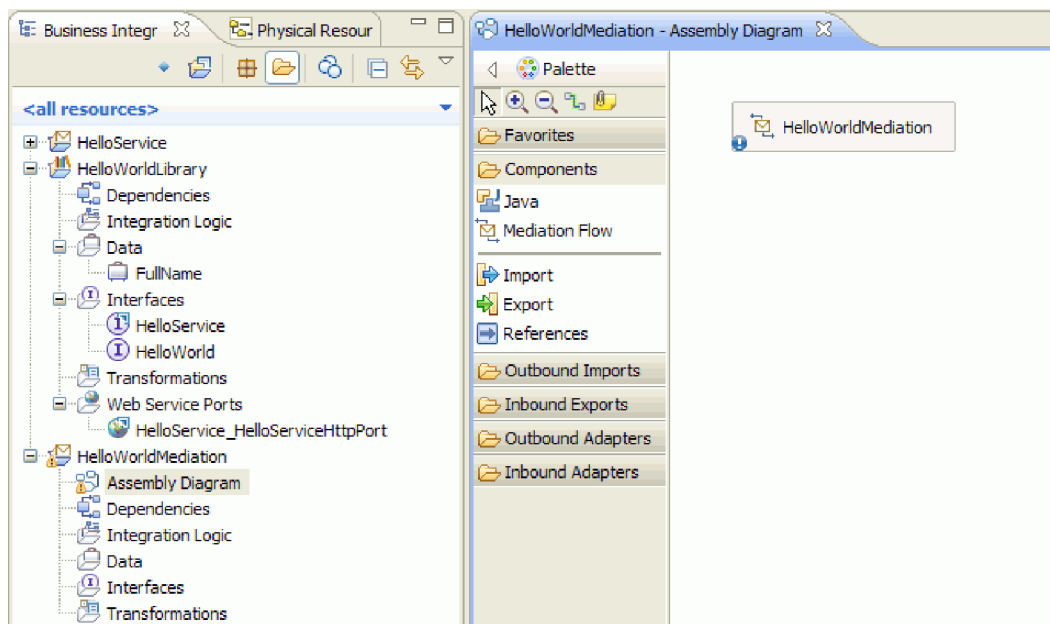 Business Integr
Physical Resour
<all resources>
HelloService
HelloWorldLibrary
Dependencies
Integration Logic
Data
FullName
Interfaces
HelloService
HelloWorld
Transformations
Web Service Ports
HelloService_HelloServiceHttpPort
HelloWorldMediation
Assembly Diagram
Dependencies
Integration Logic
Data
Interfaces
Transformations
HelloWorldMediation - Assembly Diagram
Palette
Favorites
Components
Java
Mediation Flow
Import
Export
References
Outbound Imports
Inbound Exports
Outbound Adapters
Inbound Adapters
HelloWorldMediation